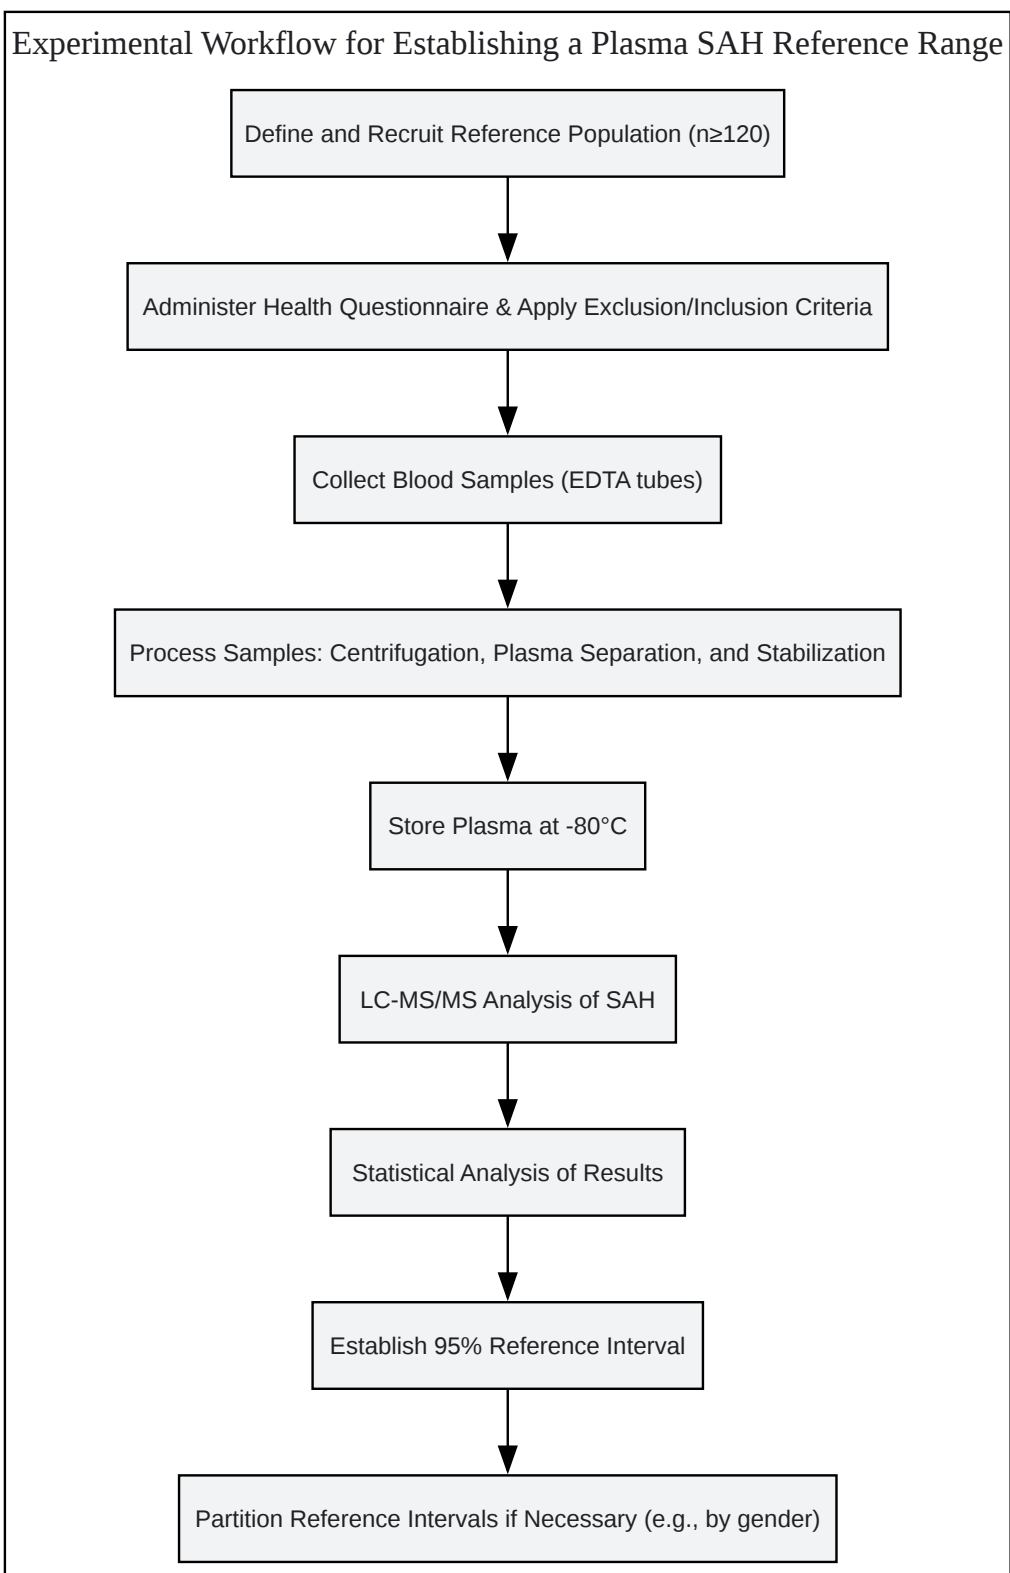 Experimental Workflow for Establishing a Plasma SAH Reference Range
Define and Recruit Reference Population (n≥120)
Administer Health Questionnaire & Apply Exclusion/Inclusion Criteria
Collect Blood Samples (EDTA tubes)
Process Samples: Centrifugation, Plasma Separation, and Stabilization
Store Plasma at -80°C
LC-MS/MS Analysis of SAH
Statistical Analysis of Results
Establish 95% Reference Interval
Partition Reference Intervals if Necessary (e.g., by gender)